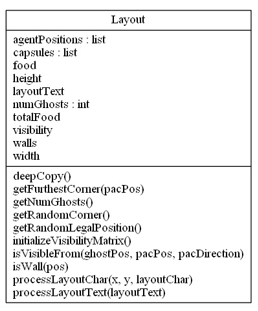 Layout
agentPositions : list
capsules : list
food
height
layoutText
numGhosts : int
totalFood
visibility
walls
width
deepCopy()
getFurthestCorner(pacPos)
getNumGhosts()
getRandomCorner()
getRandomLegalPosition()
initializeVisibilityMatrix()
isVisibleFrom(ghostPos, pacPos, pacDirection)
isWall(pos)
processLayoutChar(x, y, layoutChar)
processLayoutText(layoutText)